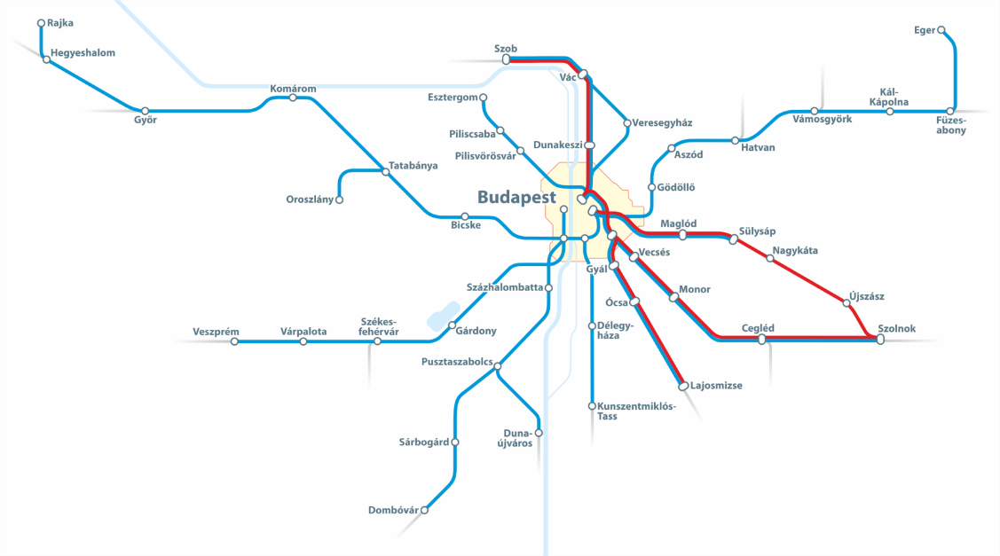 Rajka
Eger
Hegyeshalom
Szob
Vác
Komárom
Esztergom
Kál-
Kápolna
Győr
Vámosgyörk
Füzes-
abony
Veresegyház
Piliscsaba
Dunakeszi
Hatvan
Pilisvörösvár
Aszód
Tatabánya
Oroszlány
Gödöllő
Budapest
Bicske
Maglód
Sülysáp
Vecsés
Nagykáta
Gyál
Százhalombatta
Monor
Ócsa
Újszász
Székes-
fehérvár
Veszprém
Várpalota
Gárdony
Délegy-
háza
Cegléd
Szolnok
Pusztaszabolcs
Lajosmizse
Kunszentmiklós-
Tass
Duna-
újváros
Sárbogárd
Dombóvár